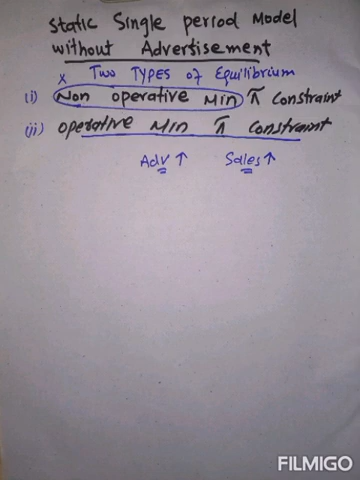 Static Single period Model
without Advertisement
x Two Types of Equilibrium
(i) Non operative Min π Constraint
(ii) operative Min π Constraint
Adv ↑ Sales ↑
FILMIGO